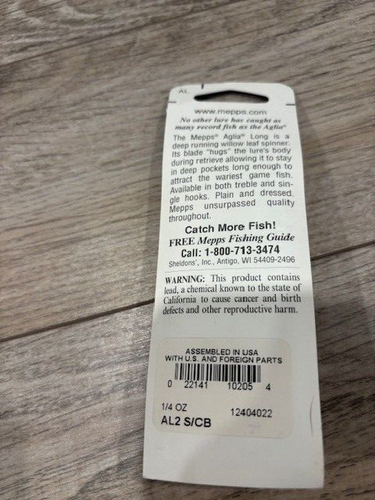 AL
www.mepps.com
No other lure has caught as
many record fish as the Aglia®
The Mepps® Aglia® Long is a
deep running willow leaf spinner.
Its blade "hugs" the lure's body
during retrieve allowing it to stay
in deep pockets long enough to
attract the wariest game fish.
Available in both treble and sin-
gle hooks. Plain and dressed.
Mepps unsurpassed quality
throughout.
Catch More Fish!
FREE Mepps Fishing Guide
Call: 1-800-713-3474
Sheldons', Inc., Antigo, WI 54409-2496
WARNING: This product contains
lead, a chemical known to the state of
California to cause cancer and birth
defects and other reproductive harm.
ASSEMBLED IN USA
WITH U.S. AND FOREIGN PARTS
0 22141 10205 4
1/4 OZ 12404022
AL2 S/CB